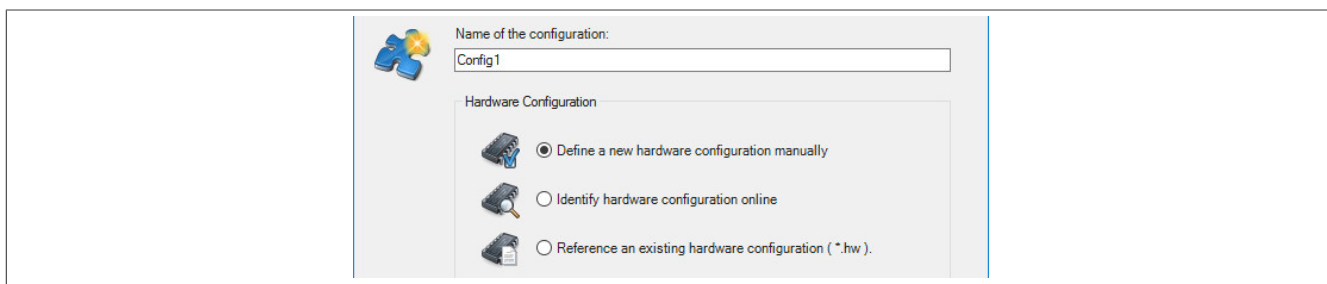 Name of the configuration:
Config1
Hardware Configuration
Define a new hardware configuration manually
Identify hardware configuration online
Reference an existing hardware configuration ( *.hw ).